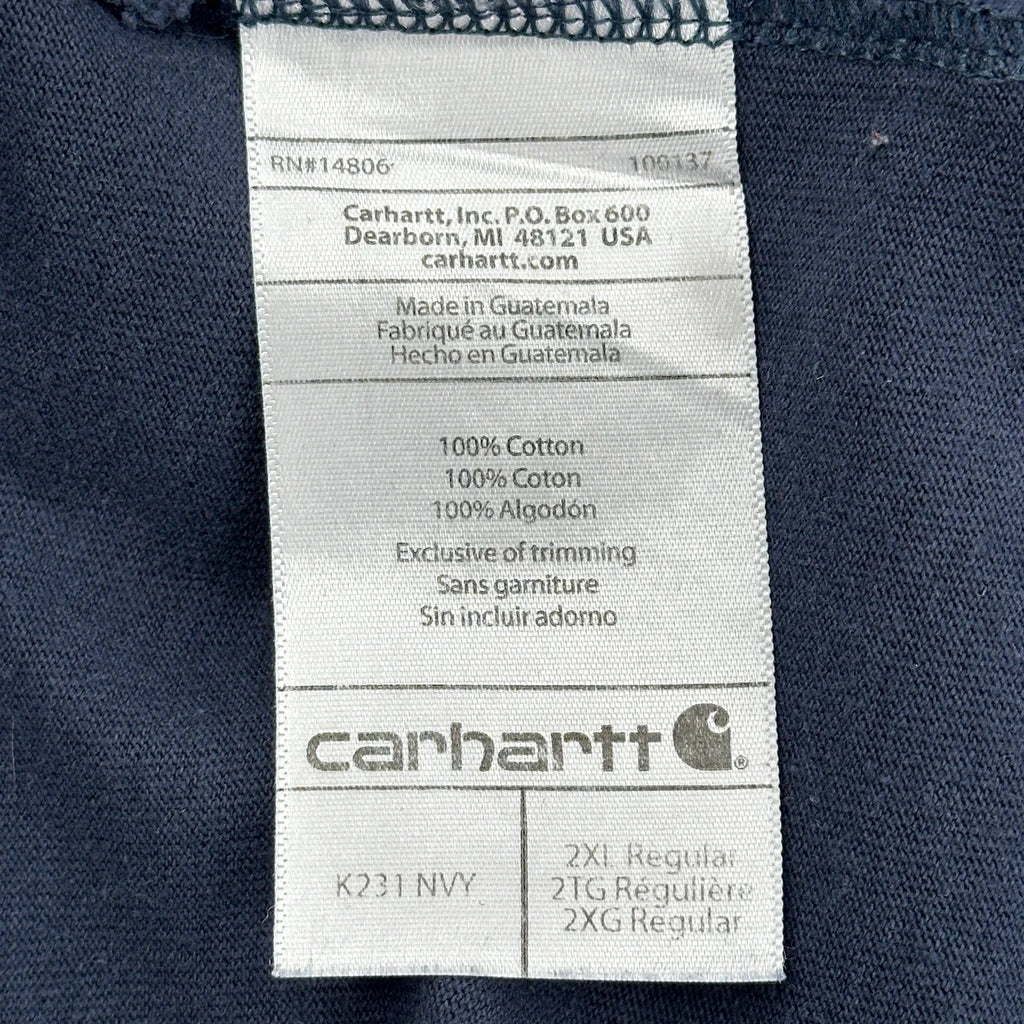 RN#14806 100137
Carhartt, Inc. P.O. Box 600
Dearborn, MI 48121 USA
carhartt.com
Made in Guatemala
Fabriqué au Guatemala
Hecho en Guatemala
100% Cotton
100% Coton
100% Algodón
Exclusive of trimming
Sans garniture
Sin incluir adorno
carhartt®
K231 NVY
2XL Regular
2TG Régulière
2XG Regular